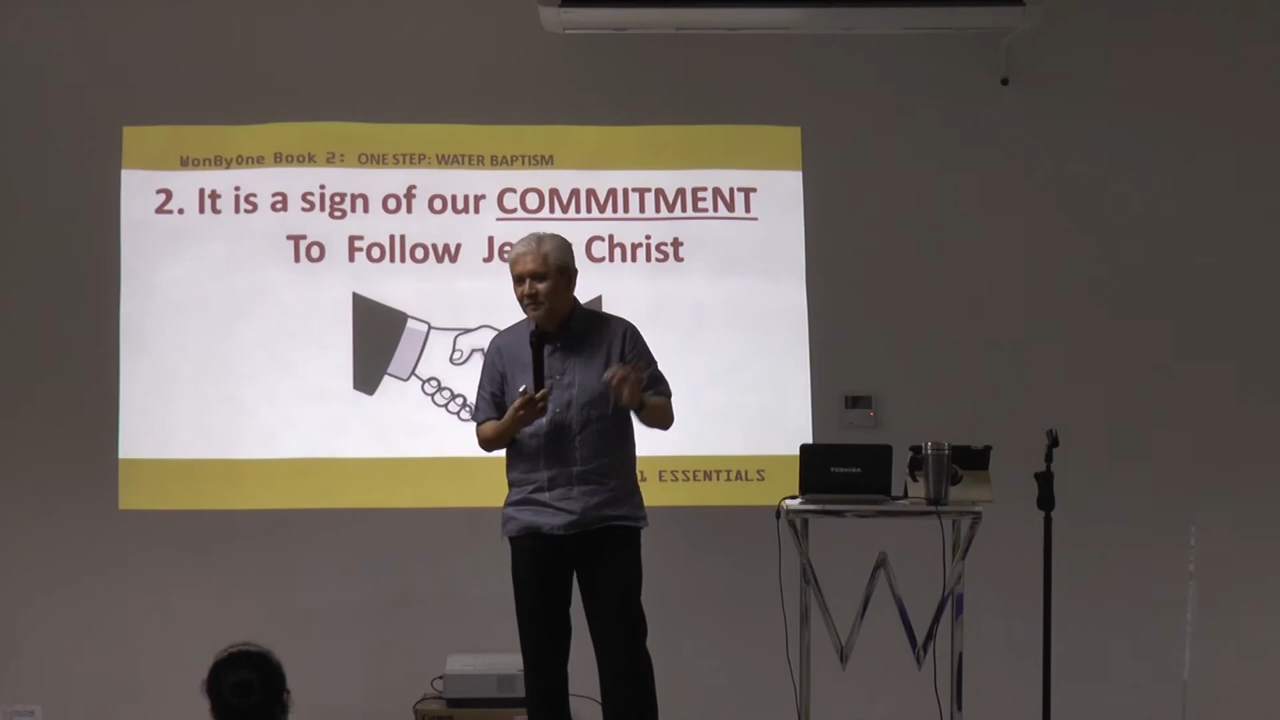 WonByOne Book 2: ONE STEP: WATER BAPTISM
2. It is a sign of our COMMITMENT
To Follow Christ
ESSENTIALS
TOSHIBA
Canon